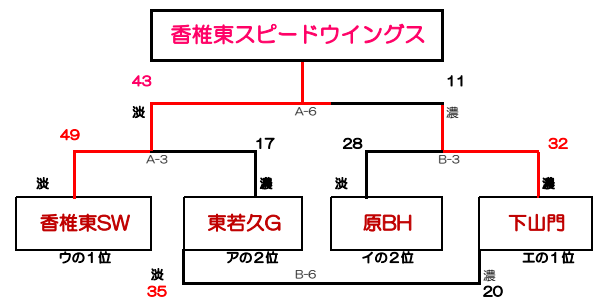 香椎東スピードウイングス
43 11
淡 A-6 濃
49 17 28 32
A-3 B-3
淡 濃 淡 濃
香椎東SW 東若久G 原BH 下山門
ウの1位 アの2位 イの2位 エの1位
淡 B-6 濃
35 20